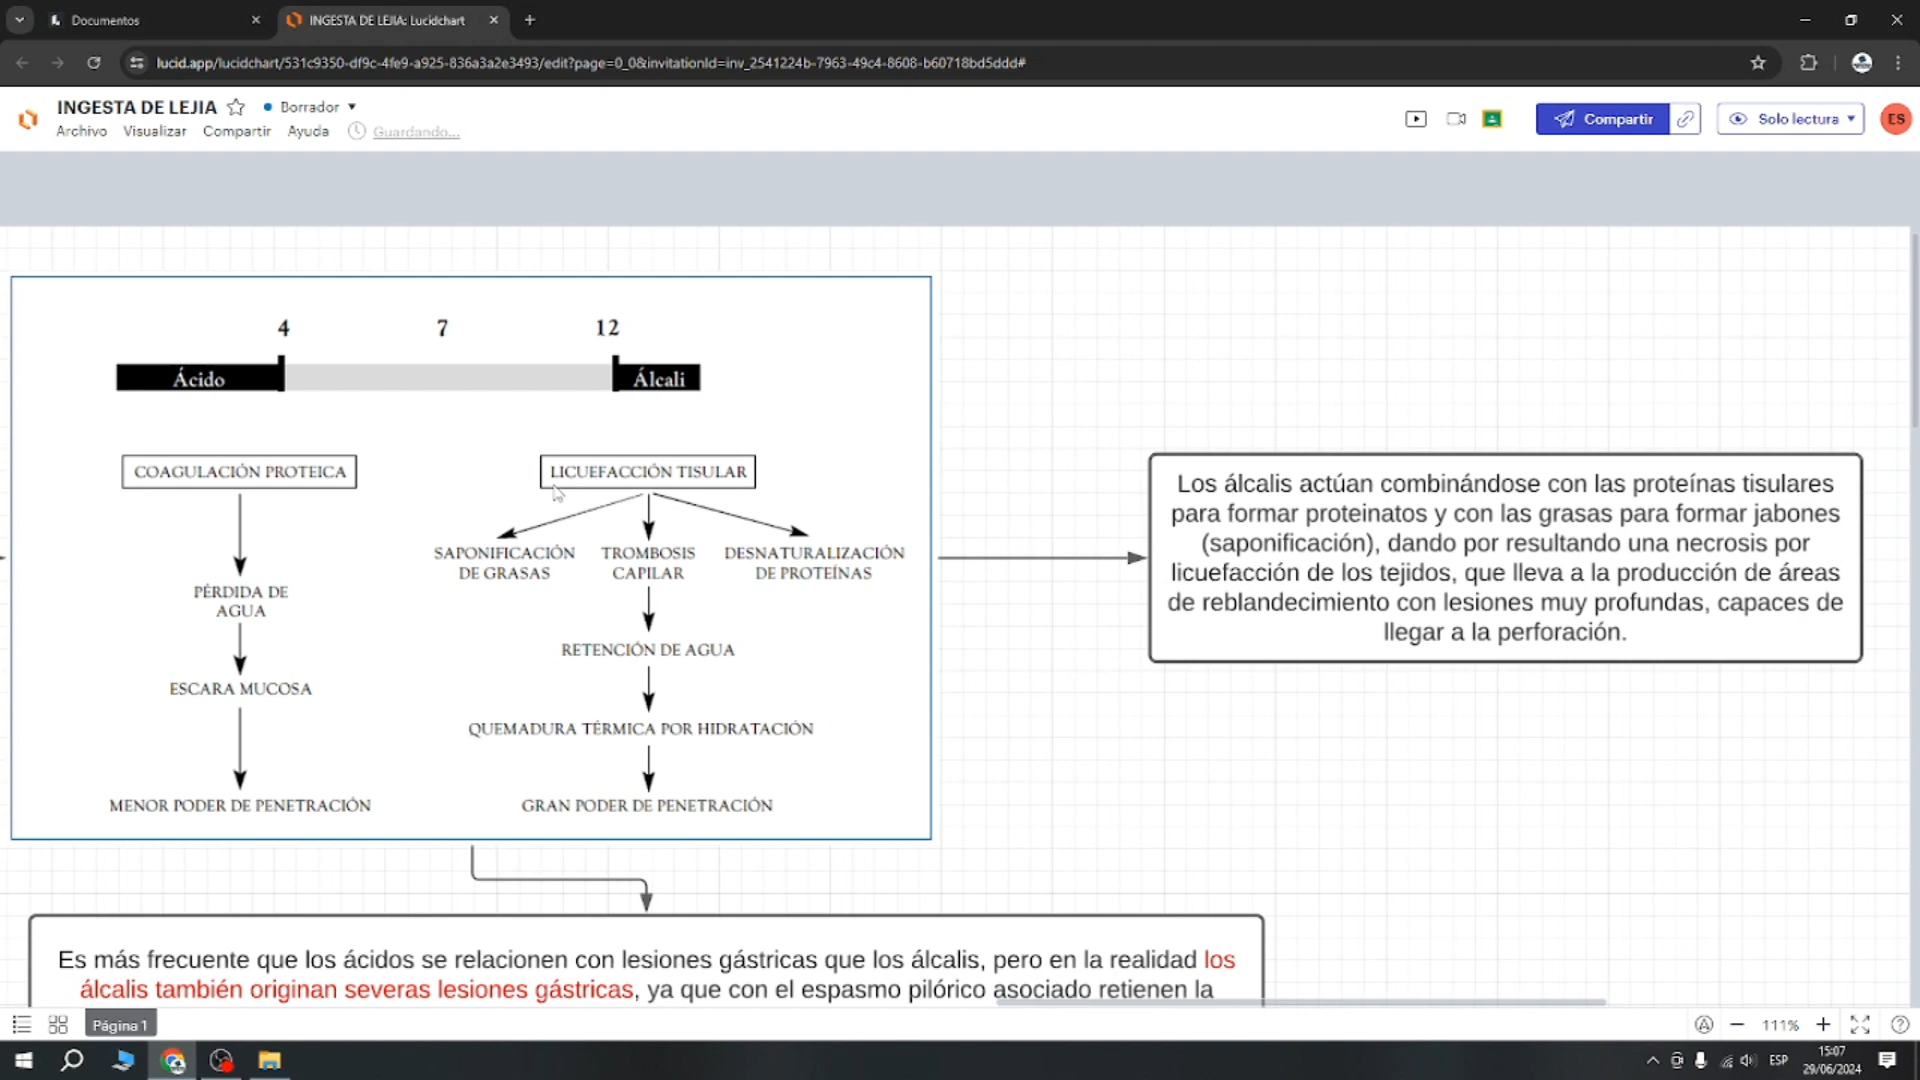 Documentos
INGESTA DE LEJIA: Lucidchart
lucid.app/lucidchart/531c9350-df9c-4fe9-a925-836a3a2e3493/edit?page=0_0&invitationId=inv_2541224b-7963-49c4-8608-b60718bd5ddd#
INGESTA DE LEJIA
Borrador
Archivo Visualizar Compartir Ayuda Guardando...
Compartir
Solo lectura
ES
4 7 12
Ácido Álcali
COAGULACIÓN PROTEICA
PÉRDIDA DE
AGUA
ESCARA MUCOSA
MENOR PODER DE PENETRACIÓN
LICUEFACCIÓN TISULAR
SAPONIFICACIÓN
DE GRASAS
TROMBOSIS
CAPILAR
DESNATURALIZACIÓN
DE PROTEÍNAS
RETENCIÓN DE AGUA
QUEMADURA TÉRMICA POR HIDRATACIÓN
GRAN PODER DE PENETRACIÓN
Los álcalis actúan combinándose con las proteínas tisulares
para formar proteinatos y con las grasas para formar jabones
(saponificación), dando por resultando una necrosis por
licuefacción de los tejidos, que lleva a la producción de áreas
de reblandecimiento con lesiones muy profundas, capaces de
llegar a la perforación.
Es más frecuente que los ácidos se relacionen con lesiones gástricas que los álcalis, pero en la realidad los
álcalis también originan severas lesiones gástricas, ya que con el espasmo pilórico asociado retienen la
Página 1
111%
ESP
15:07
29/06/2024